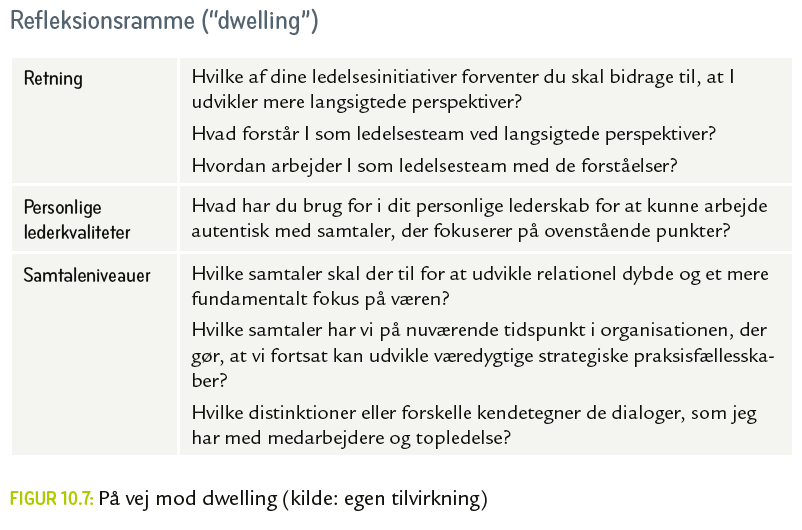 Refleksionsramme (“dwelling”)
Retning
Hvilke af dine ledelsesinitiativer forventer du skal bidrage til, at I
udvikler mere langsigtede perspektiver?
Hvad forstår I som ledelsesteam ved langsigtede perspektiver?
Hvordan arbejder I som ledelsesteam med de forståelser?
Personlige
lederkvaliteter
Hvad har du brug for i dit personlige lederskab for at kunne arbejde
autentisk med samtaler, der fokuserer på ovenstående punkter?
Samtaleniveauer
Hvilke samtaler skal der til for at udvikle relationel dybde og et mere
fundamentalt fokus på væren?
Hvilke samtaler har vi på nuværende tidspunkt i organisationen, der
gør, at vi fortsat kan udvikle væredygtige strategiske praksisfællesska-
ber?
Hvilke distinktioner eller forskelle kendetegner de dialoger, som jeg
har med medarbejdere og topledelse?
FIGUR 10.7: På vej mod dwelling (kilde: egen tilvirkning)